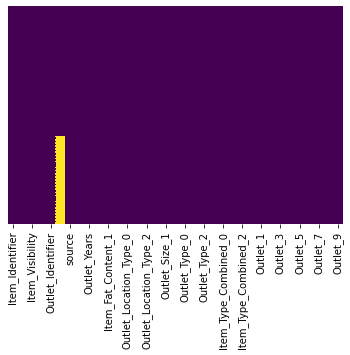 Item_Identifier
Item_Visibility
Outlet_Identifier
source
Outlet_Years
Item_Fat_Content_1
Outlet_Location_Type_0
Outlet_Location_Type_2
Outlet_Size_1
Outlet_Type_0
Outlet_Type_2
Item_Type_Combined_0
Item_Type_Combined_2
Outlet_1
Outlet_3
Outlet_5
Outlet_7
Outlet_9